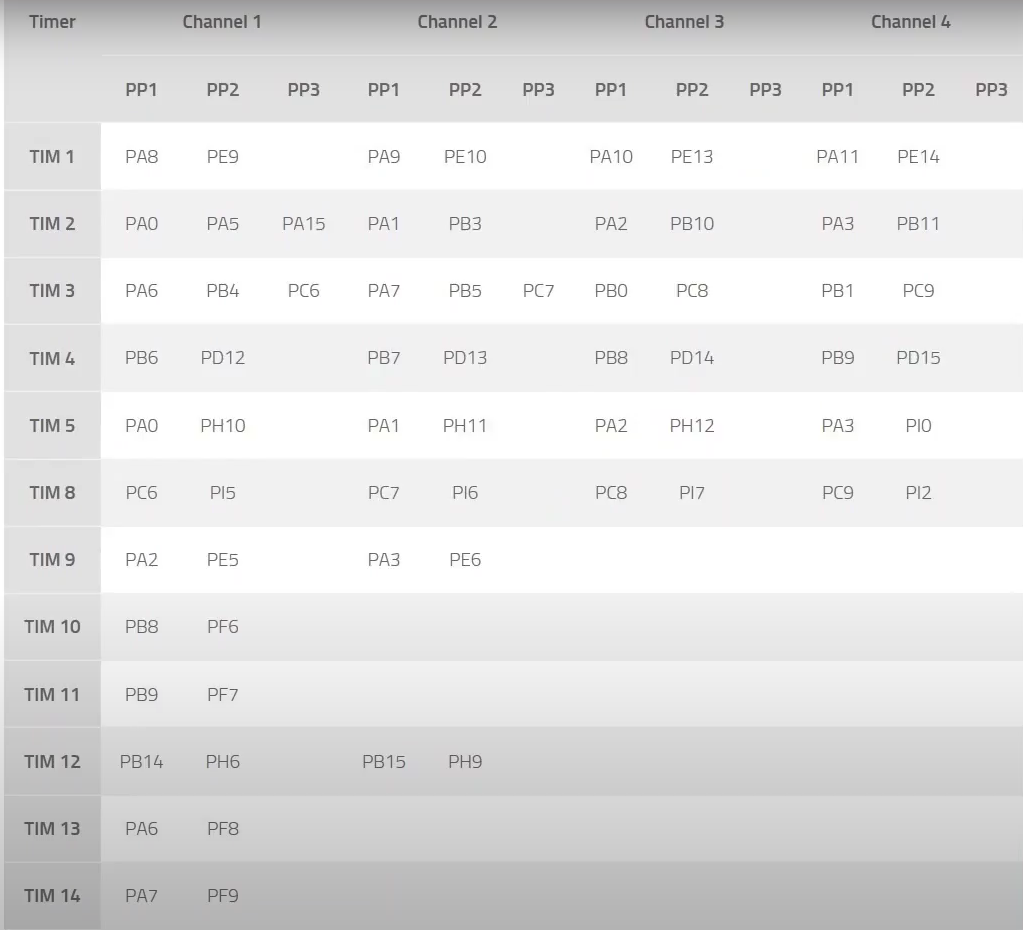 Timer Channel 1 Channel 2 Channel 3 Channel 4
PP1 PP2 PP3 PP1 PP2 PP3 PP1 PP2 PP3 PP1 PP2 PP3
TIM 1 PA8 PE9 PA9 PE10 PA10 PE13 PA11 PE14
TIM 2 PA0 PA5 PA15 PA1 PB3 PA2 PB10 PA3 PB11
TIM 3 PA6 PB4 PC6 PA7 PB5 PC7 PB0 PC8 PB1 PC9
TIM 4 PB6 PD12 PB7 PD13 PB8 PD14 PB9 PD15
TIM 5 PA0 PH10 PA1 PH11 PA2 PH12 PA3 PI0
TIM 8 PC6 PI5 PC7 PI6 PC8 PI7 PC9 PI2
TIM 9 PA2 PE5 PA3 PE6
TIM 10 PB8 PF6
TIM 11 PB9 PF7
TIM 12 PB14 PH6 PB15 PH9
TIM 13 PA6 PF8
TIM 14 PA7 PF9